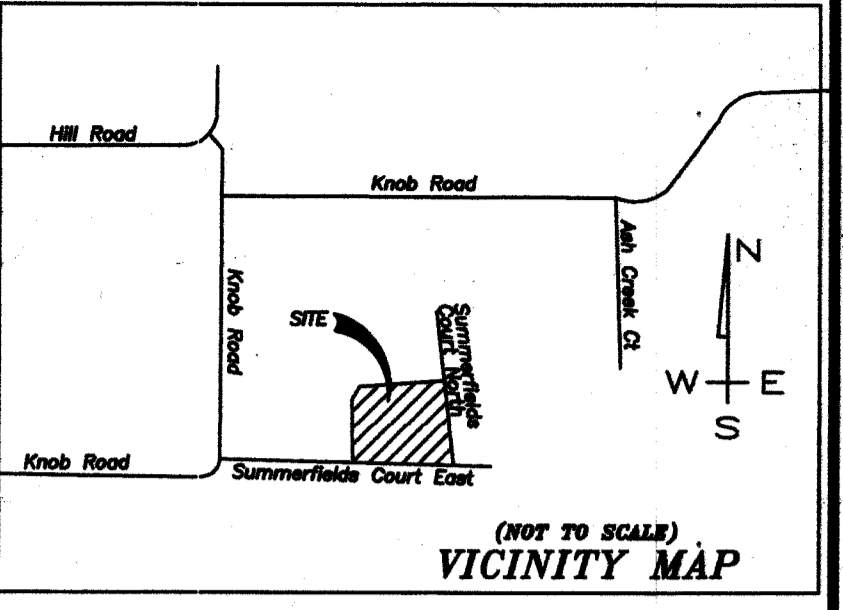 Hill Road
Knob Road
Ash Creek Ct
N
Knob Road
SITE
Summerfields
Court North
W E
S
Knob Road
Summerfields Court East
(NOT TO SCALE)
VICINITY MAP